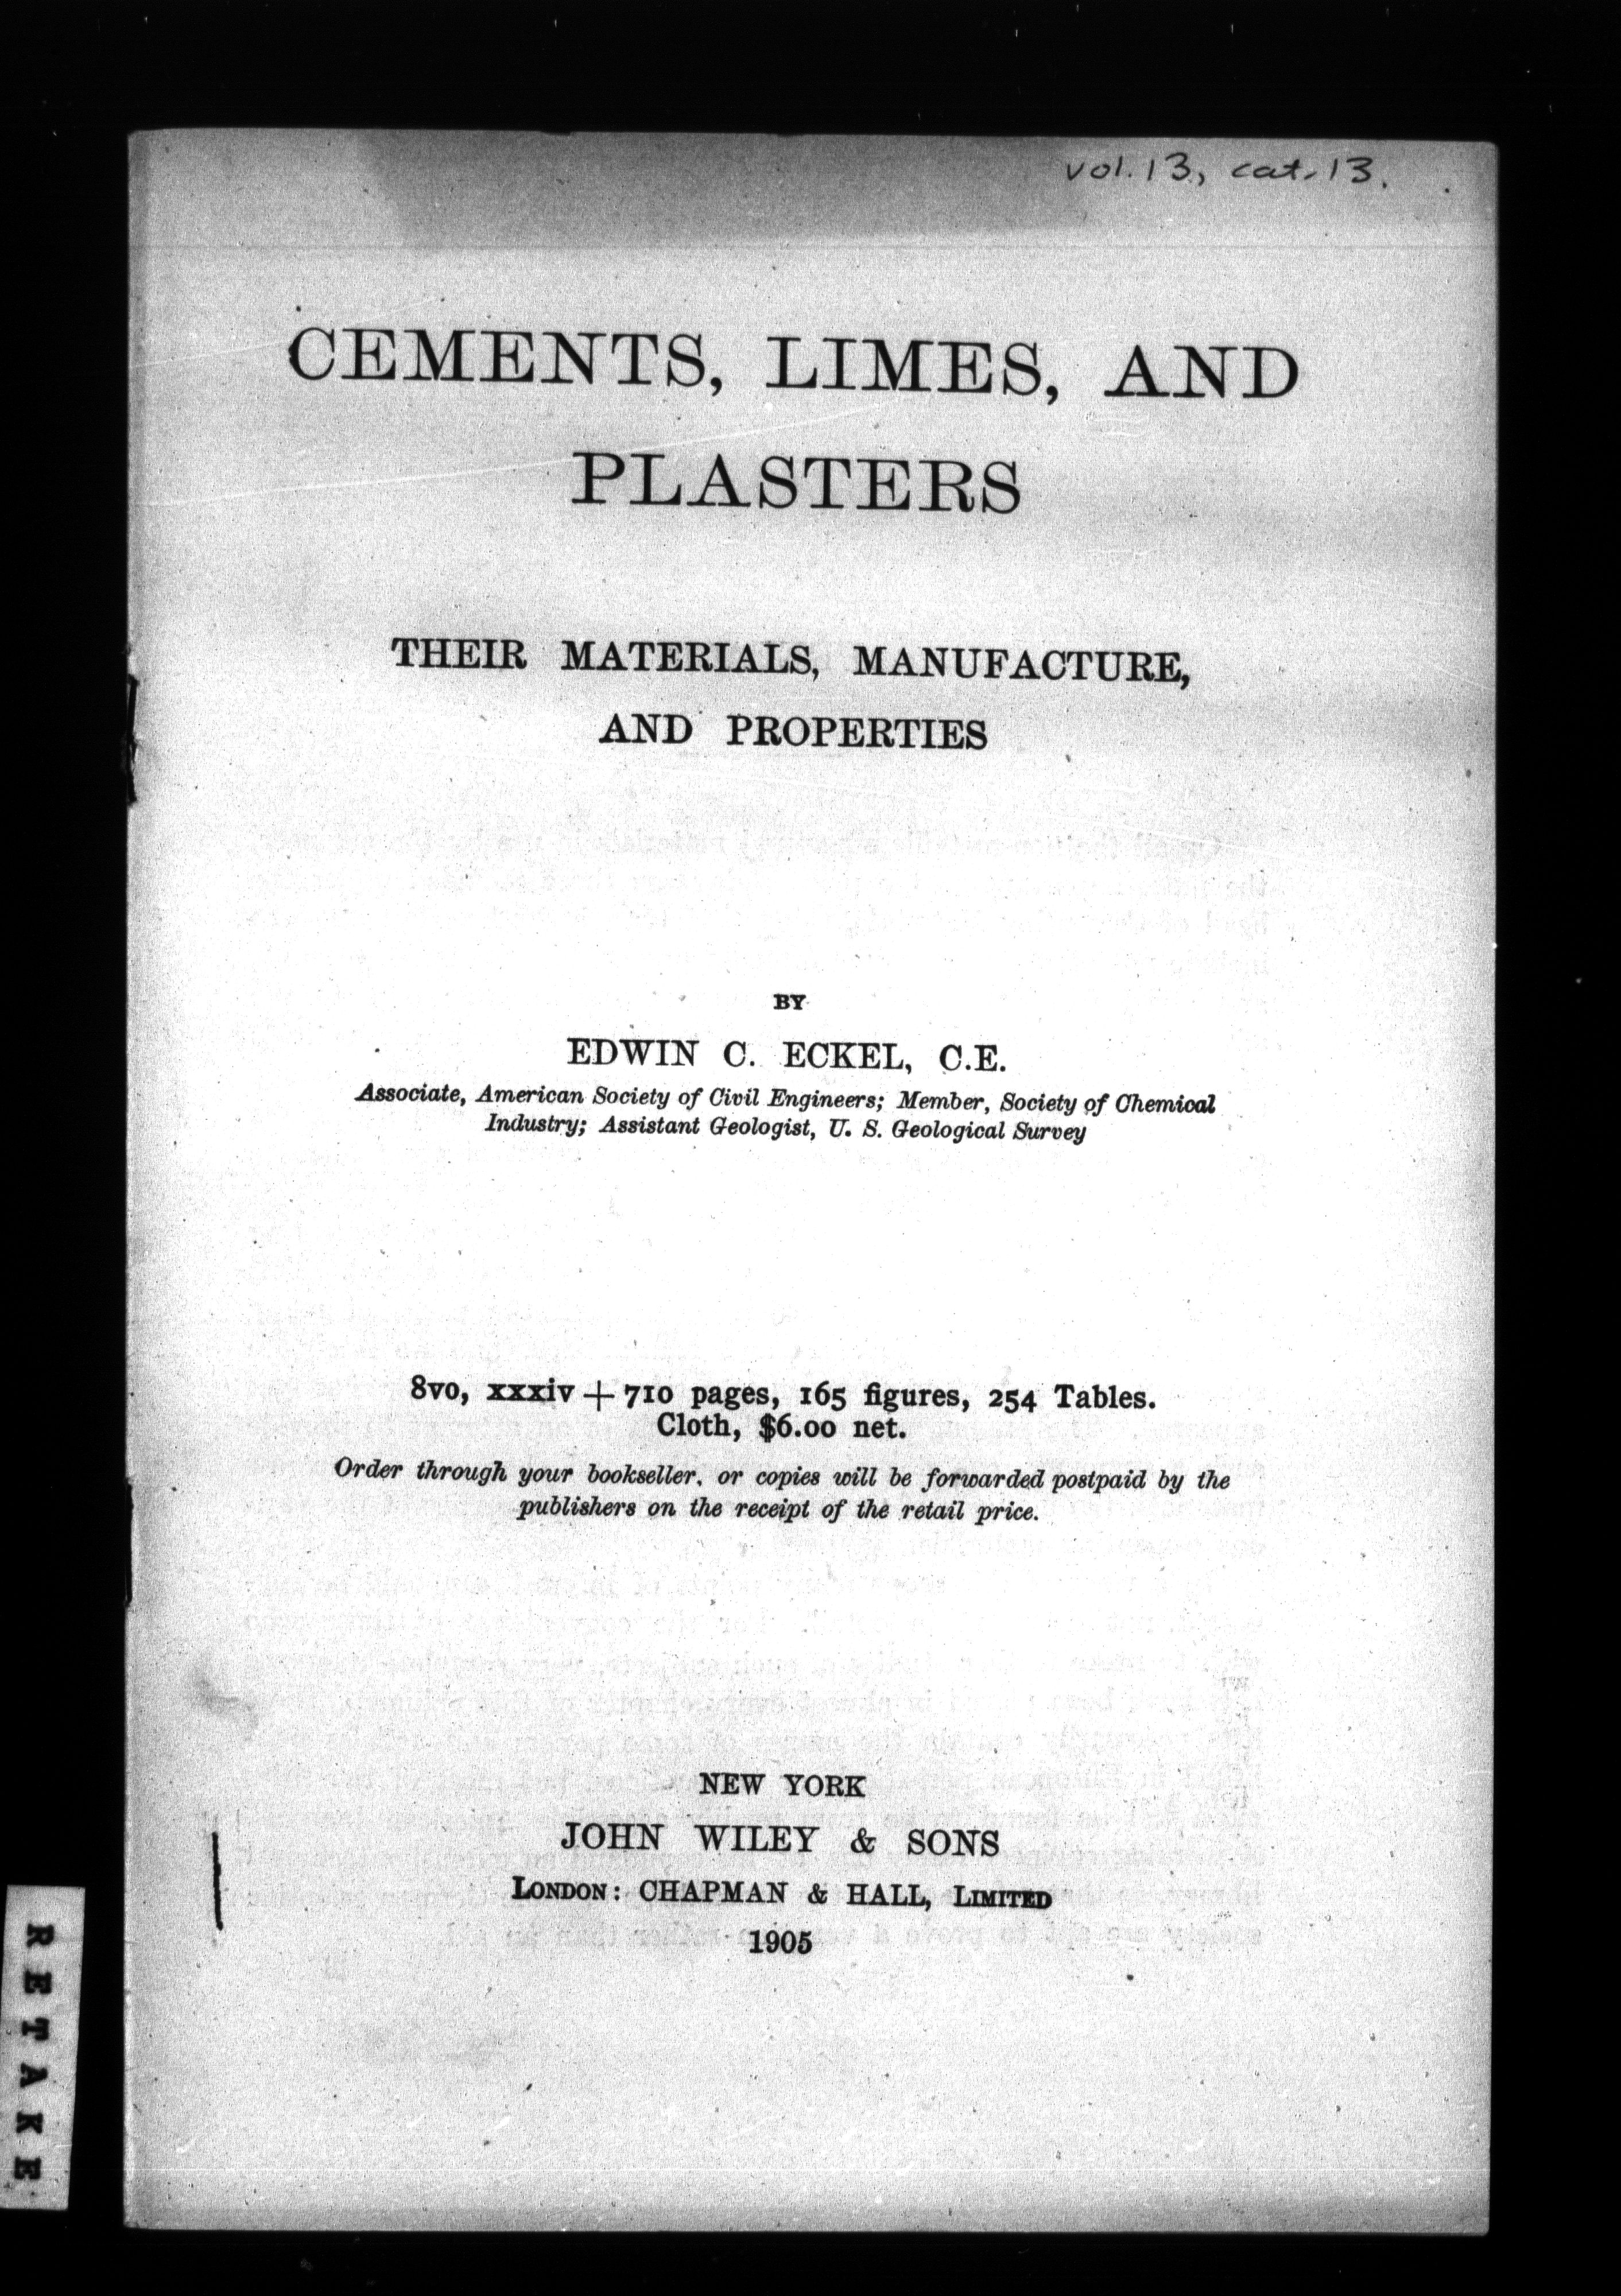 vol. 13, cat. 13.
CEMENTS, LIMES, AND
PLASTERS
THEIR MATERIALS, MANUFACTURE,
AND PROPERTIES
BY
EDWIN C. ECKEL, C.E.
Associate, American Society of Civil Engineers; Member, Society of Chemical
Industry; Assistant Geologist, U. S. Geological Survey
8vo, xxxiv + 710 pages, 165 figures, 254 Tables.
Cloth, $6.00 net.
Order through your bookseller, or copies will be forwarded postpaid by the
publishers on the receipt of the retail price.
NEW YORK
JOHN WILEY & SONS
LONDON: CHAPMAN & HALL, LIMITED
1905
RETAKE